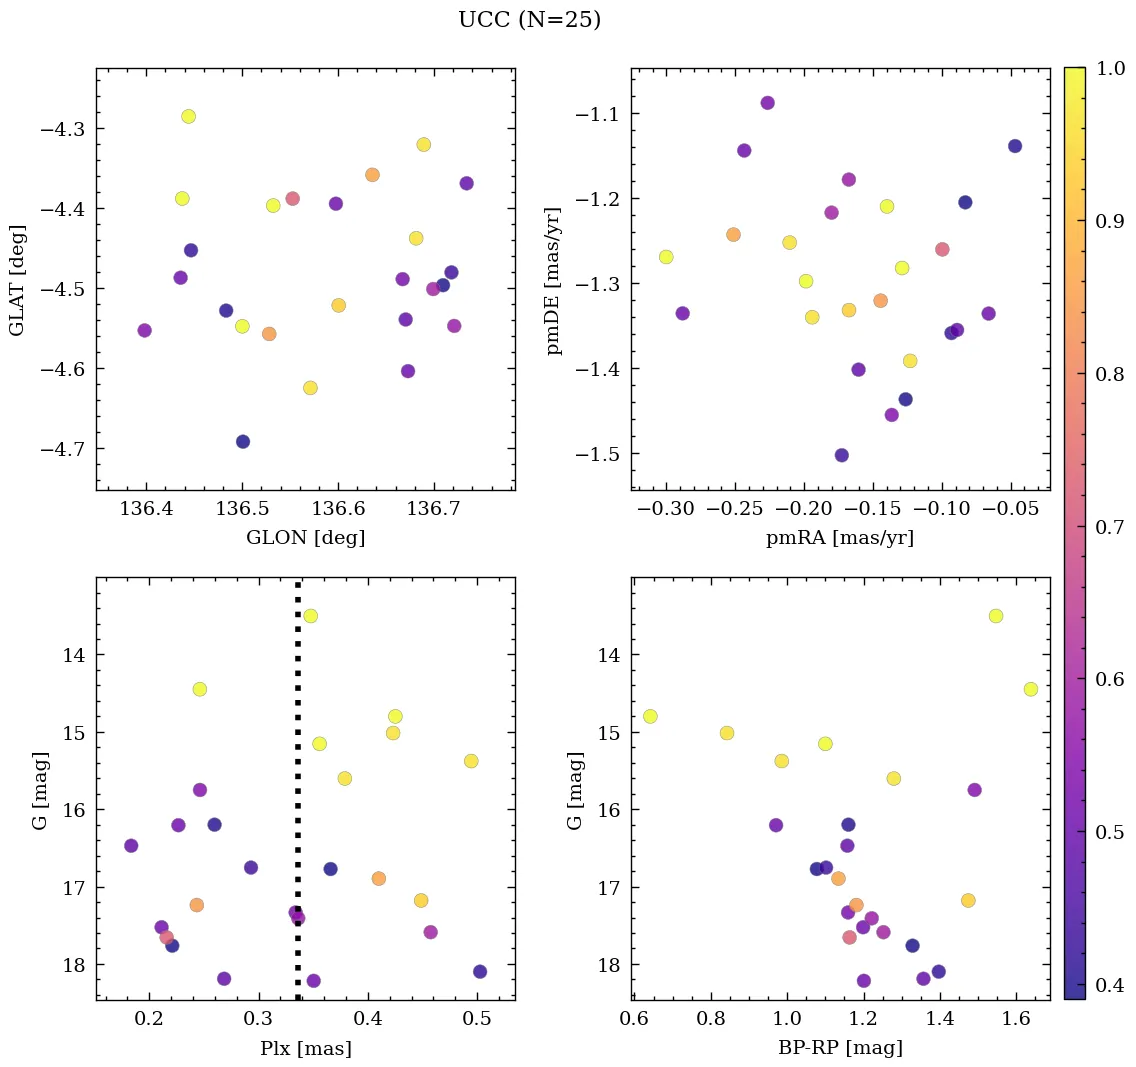 UCC (N=25)
−4.3
−4.4
−4.5
−4.6
−4.7
GLAT [deg]
136.4 136.5 136.6 136.7
GLON [deg]
−1.1
−1.2
−1.3
−1.4
−1.5
pmDE [mas/yr]
−0.30 −0.25 −0.20 −0.15 −0.10 −0.05
pmRA [mas/yr]
1.0
0.9
0.8
0.7
0.6
0.5
0.4
14
15
16
17
18
G [mag]
0.2 0.3 0.4 0.5
Plx [mas]
14
15
16
17
18
G [mag]
0.6 0.8 1.0 1.2 1.4 1.6
BP-RP [mag]